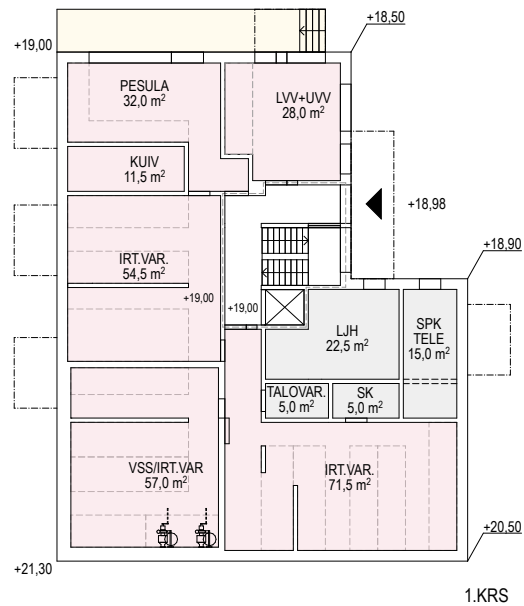 +18,50
+19,00
PESULA
32,0 m²
LVV+UVV
28,0 m²
KUIV
11,5 m²
+18,98
IRT.VAR.
54,5 m²
+18,90
+19,00
+19,00
LJH
22,5 m²
SPK
TELE
15,0 m²
TALOVAR.
5,0 m²
SK
5,0 m²
VSS/IRT.VAR
57,0 m²
IRT.VAR.
71,5 m²
+20,50
+21,30
1.KRS